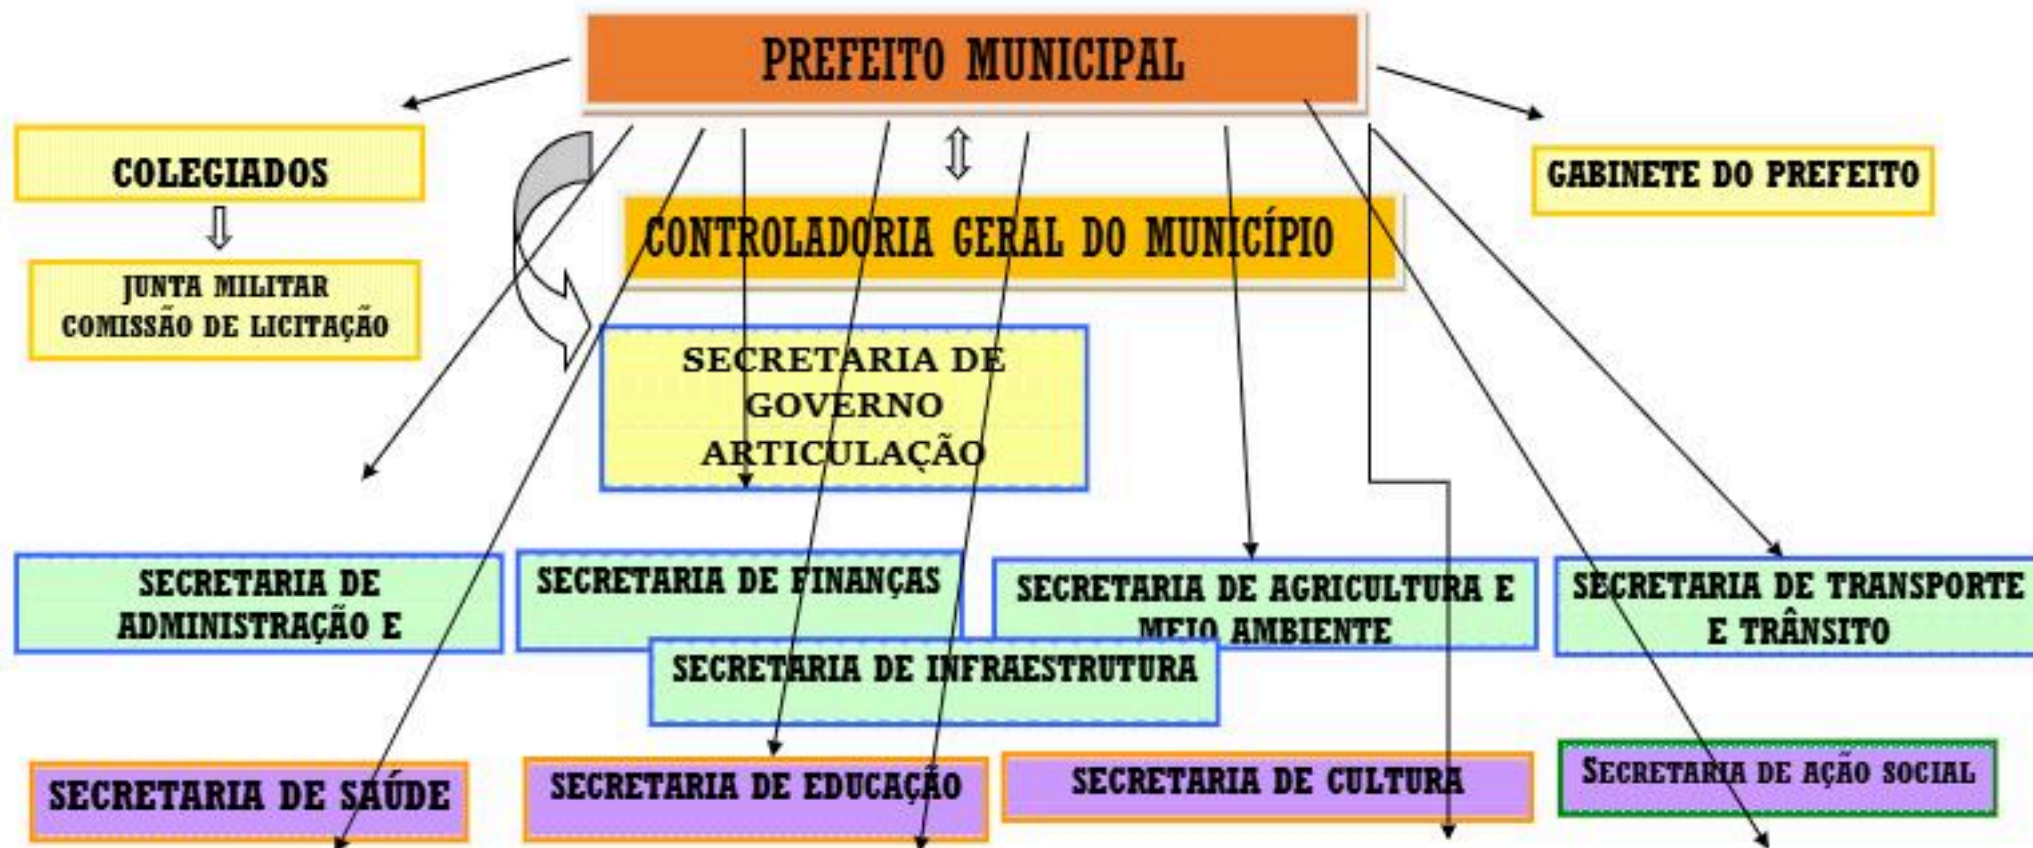 PREFEITO MUNICIPAL
COLEGIADOS
GABINETE DO PREFEITO
CONTROLADORIA GERAL DO MUNICÍPIO
JUNTA MILITAR
COMISSÃO DE LICITAÇÃO
SECRETARIA DE
GOVERNO
ARTICULAÇÃO
SECRETARIA DE
ADMINISTRAÇÃO E
SECRETARIA DE FINANÇAS
SECRETARIA DE AGRICULTURA E
MEIO AMBIENTE
SECRETARIA DE TRANSPORTE
E TRÂNSITO
SECRETARIA DE INFRAESTRUTURA
SECRETARIA DE SAÚDE
SECRETARIA DE EDUCAÇÃO
SECRETARIA DE CULTURA
SECRETARIA DE AÇÃO SOCIAL